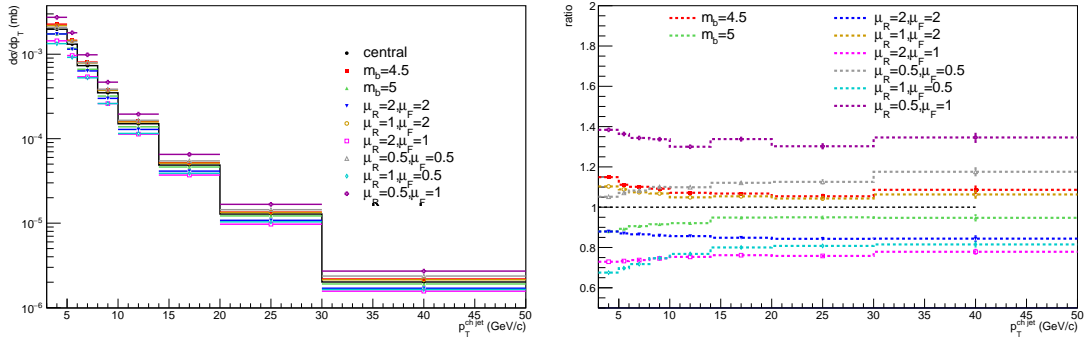 dσ/dp_T (mb)
10⁻³
10⁻⁴
10⁻⁵
10⁻⁶
central
m_b=4.5
m_b=5
μ_R=2,μ_F=2
μ_R=1,μ_F=2
μ_R=2,μ_F=1
μ_R=0.5,μ_F=0.5
μ_R=1,μ_F=0.5
μ_R=0.5,μ_F=1
5 10 15 20 25 30 35 40 45 50
p_T^ch jet (GeV/c)
ratio
2
1.8
1.6
1.4
1.2
1
0.8
0.6
m_b=4.5
m_b=5
μ_R=2,μ_F=2
μ_R=1,μ_F=2
μ_R=2,μ_F=1
μ_R=0.5,μ_F=0.5
μ_R=1,μ_F=0.5
μ_R=0.5,μ_F=1
5 10 15 20 25 30 35 40 45 50
p_T^ch jet (GeV/c)